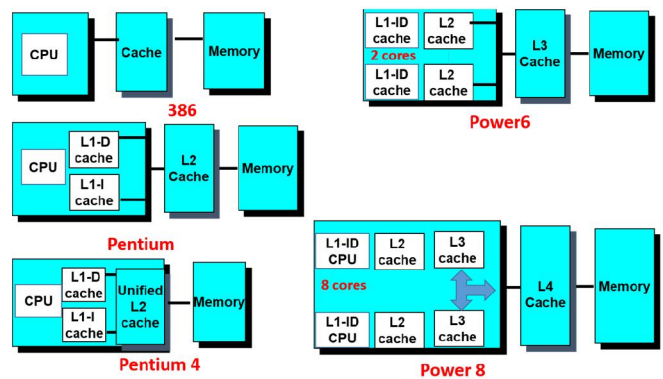 CPU
Cache
Memory
386
CPU
L1-D
cache
L1-I
cache
L2
Cache
Memory
Pentium
CPU
L1-D
cache
L1-I
cache
Unified
L2
cache
Memory
Pentium 4
L1-ID
cache
L2
cache
2 cores
L1-ID
cache
L2
cache
L3
Cache
Memory
Power6
L1-ID
CPU
L2
cache
L3
cache
8 cores
L1-ID
CPU
L2
cache
L3
cache
L4
Cache
Memory
Power 8